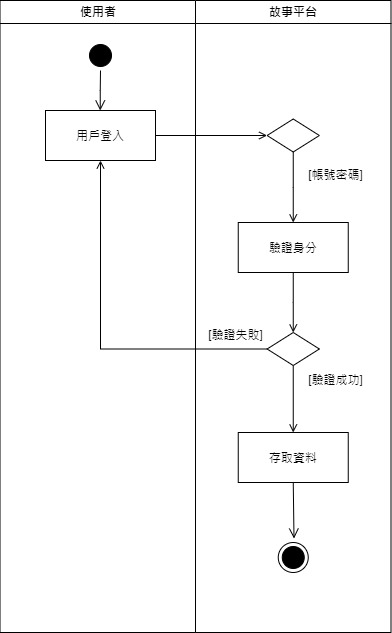 使用者
故事平台
用戶登入
[帳號密碼]
驗證身分
[驗證失敗]
[驗證成功]
存取資料